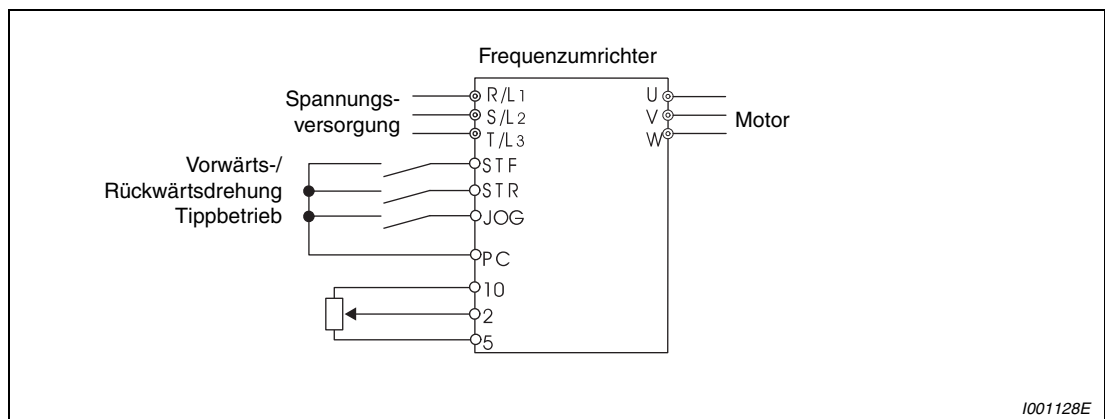 Frequenzumrichter
Spannungs-
versorgung
R/L1
S/L2
T/L3
U
V
W
Motor
Vorwärts-/
Rückwärtsdrehung
Tippbetrieb
STF
STR
JOG
PC
10
2
5
I001128E